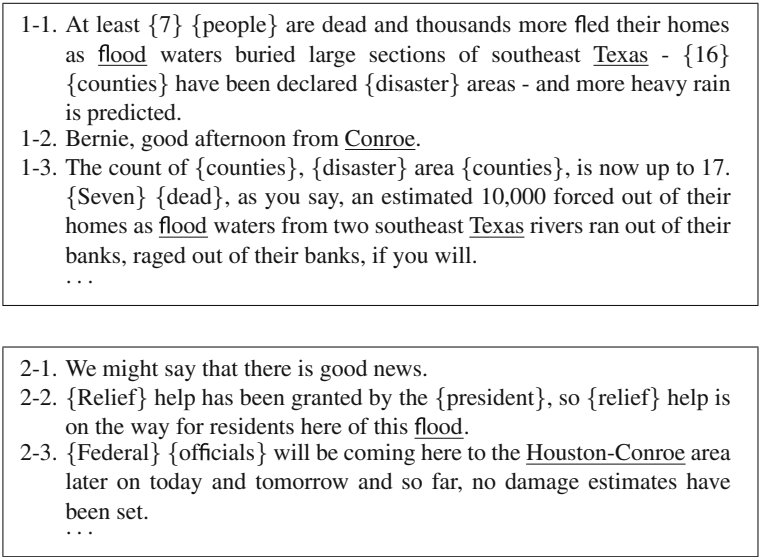 1-1. At least {7} {people} are dead and thousands more fled their homes
as flood waters buried large sections of southeast Texas - {16}
{counties} have been declared {disaster} areas - and more heavy rain
is predicted.
1-2. Bernie, good afternoon from Conroe.
1-3. The count of {counties}, {disaster} area {counties}, is now up to 17.
{Seven} {dead}, as you say, an estimated 10,000 forced out of their
homes as flood waters from two southeast Texas rivers ran out of their
banks, raged out of their banks, if you will.
. . .
2-1. We might say that there is good news.
2-2. {Relief} help has been granted by the {president}, so {relief} help is
on the way for residents here of this flood.
2-3. {Federal} {officials} will be coming here to the Houston-Conroe area
later on today and tomorrow and so far, no damage estimates have
been set.
. . .